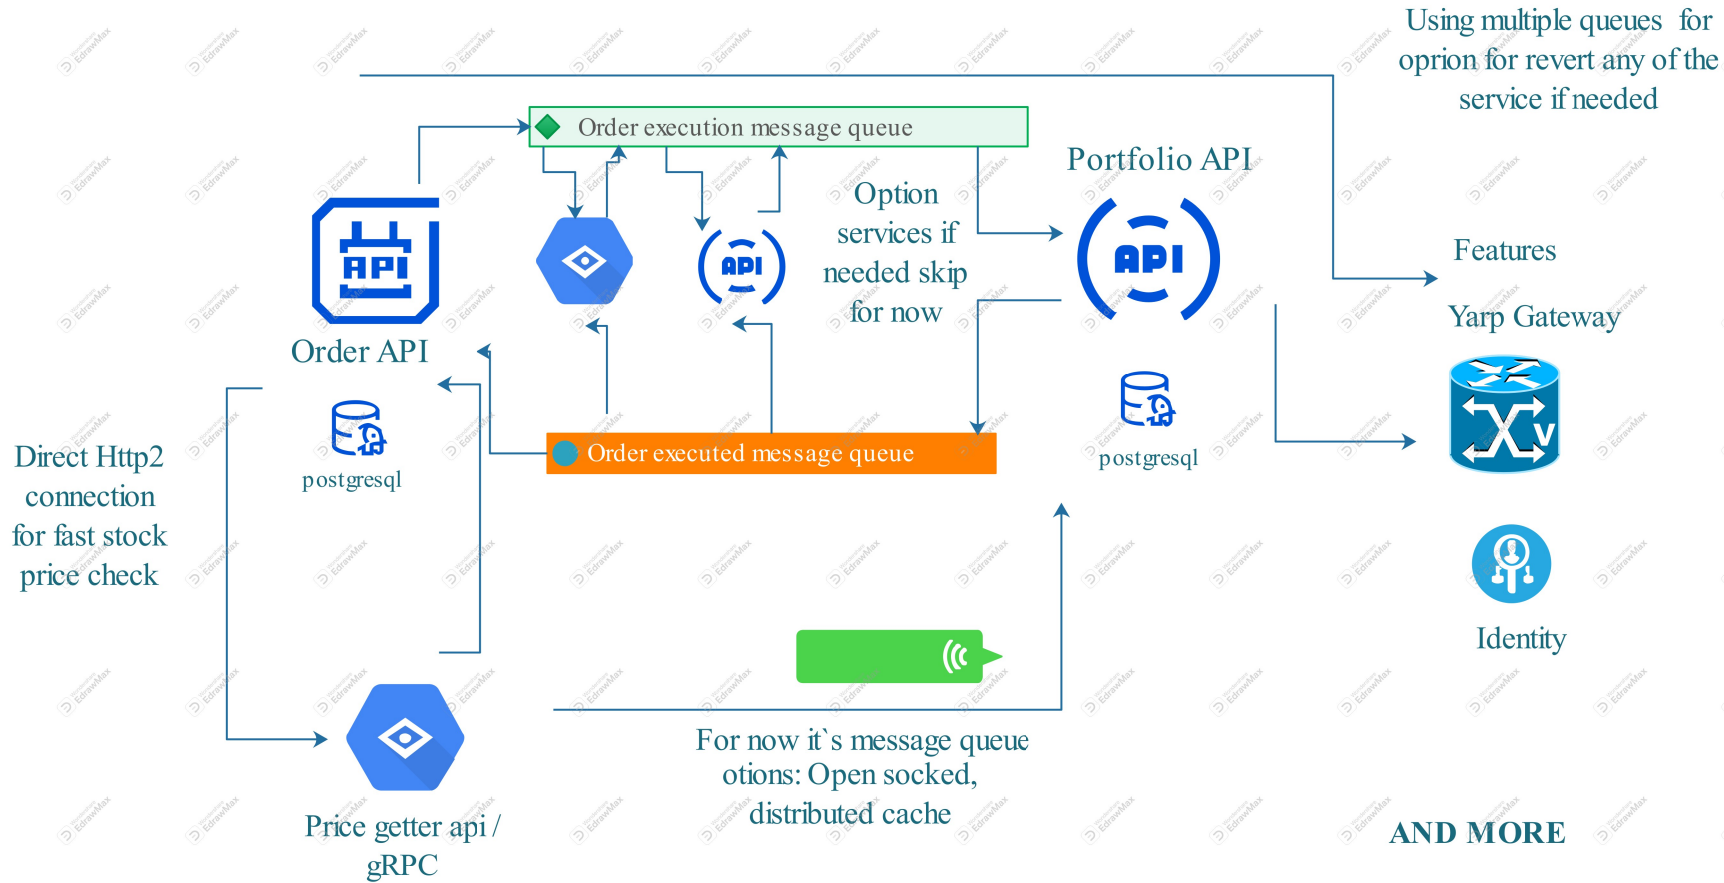 Using multiple queues for
oprion for revert any of the
service if needed
Order execution message queue
Portfolio API
API
API
API
Option
services if
needed skip
for now
Features
Yarp Gateway
Order API
postgresql
Order executed message queue
postgresql
V
Direct Http2
connection
for fast stock
price check
Identity
For now it`s message queue
otions: Open socked,
distributed cache
Price getter api /
gRPC
AND MORE
Wondershare
EdrawMax